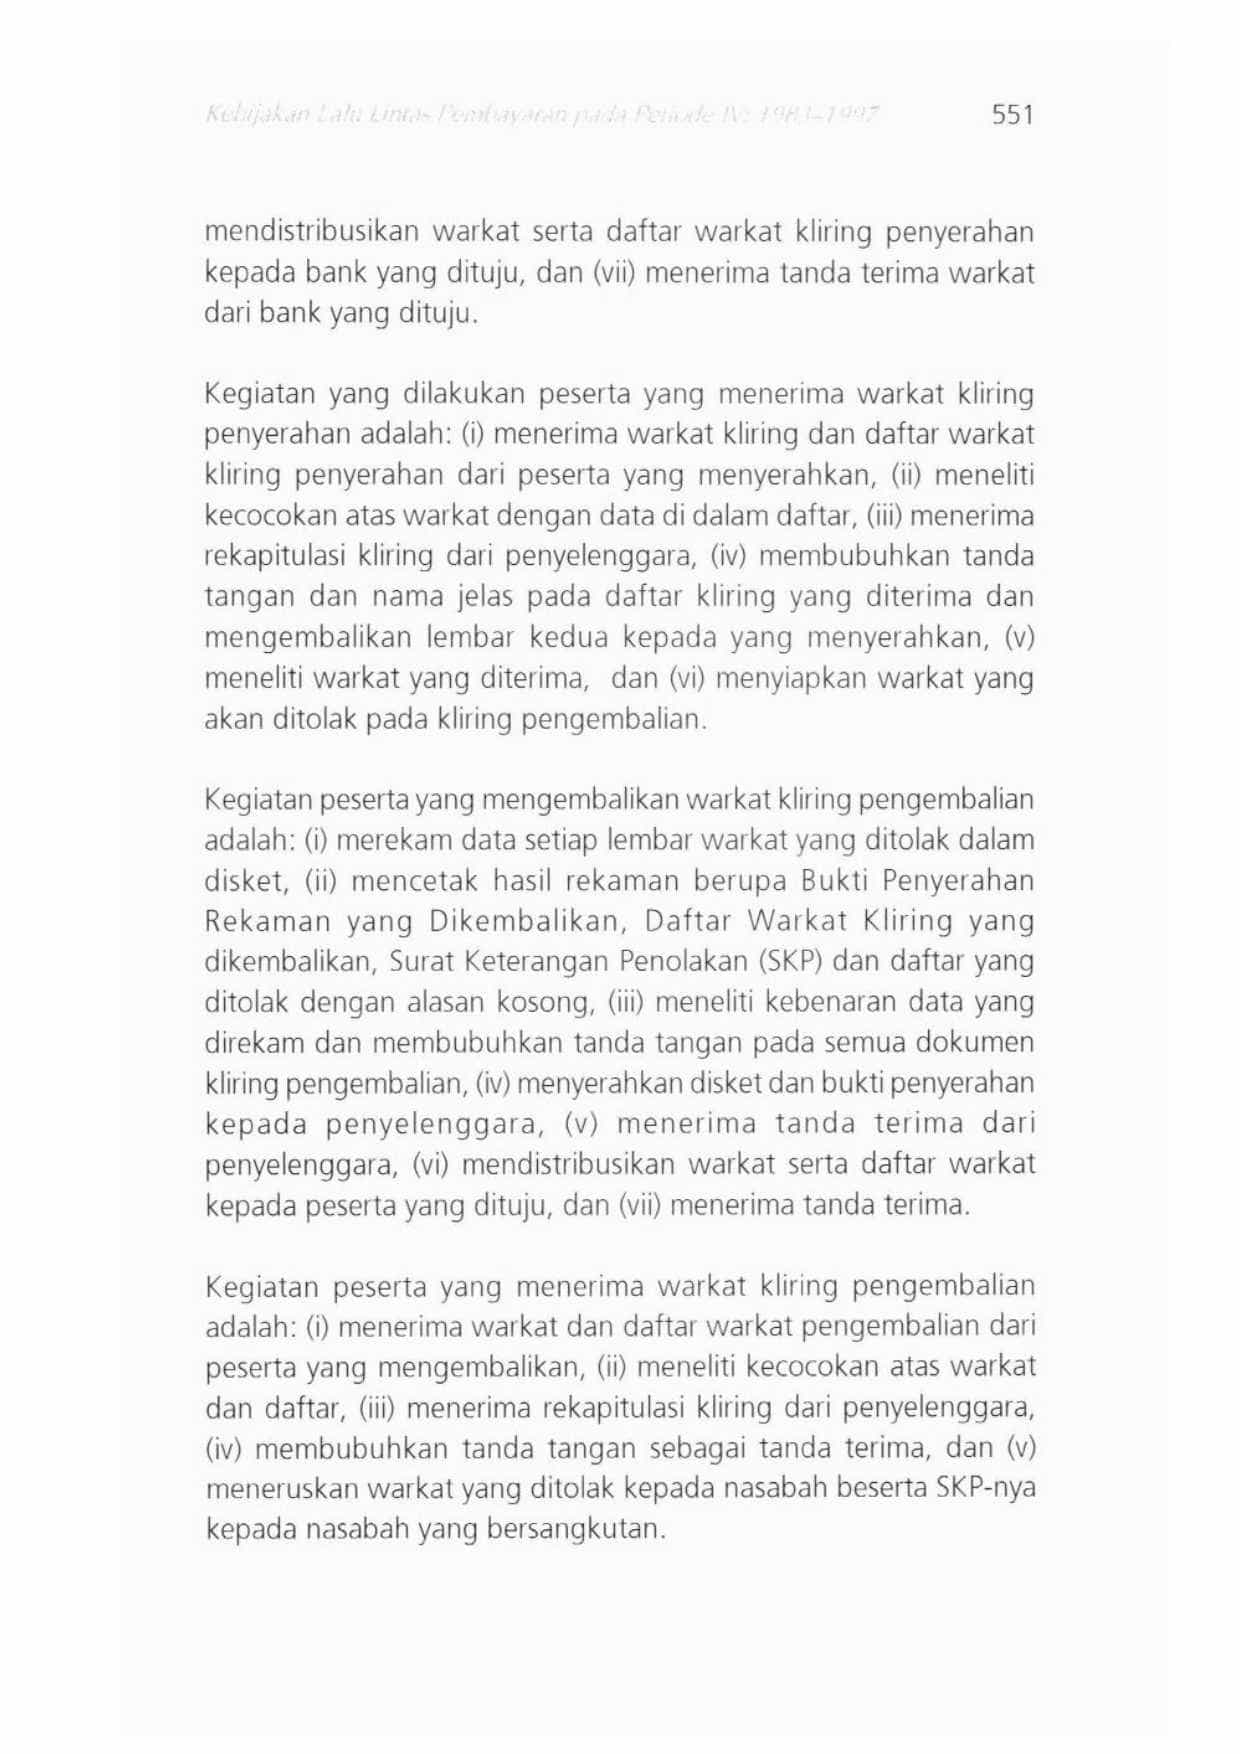 Kebijakan Lalu Lintas Pembayaran pada Periode IV: 1983–1997 551
mendistribusikan warkat serta daftar warkat kliring penyerahan
kepada bank yang dituju, dan (vii) menerima tanda terima warkat
dari bank yang dituju.
Kegiatan yang dilakukan peserta yang menerima warkat kliring
penyerahan adalah: (i) menerima warkat kliring dan daftar warkat
kliring penyerahan dari peserta yang menyerahkan, (ii) meneliti
kecocokan atas warkat dengan data di dalam daftar, (iii) menerima
rekapitulasi kliring dari penyelenggara, (iv) membubuhkan tanda
tangan dan nama jelas pada daftar kliring yang diterima dan
mengembalikan lembar kedua kepada yang menyerahkan, (v)
meneliti warkat yang diterima, dan (vi) menyiapkan warkat yang
akan ditolak pada kliring pengembalian.
Kegiatan peserta yang mengembalikan warkat kliring pengembalian
adalah: (i) merekam data setiap lembar warkat yang ditolak dalam
disket, (ii) mencetak hasil rekaman berupa Bukti Penyerahan
Rekaman yang Dikembalikan, Daftar Warkat Kliring yang
dikembalikan, Surat Keterangan Penolakan (SKP) dan daftar yang
ditolak dengan alasan kosong, (iii) meneliti kebenaran data yang
direkam dan membubuhkan tanda tangan pada semua dokumen
kliring pengembalian, (iv) menyerahkan disket dan bukti penyerahan
kepada penyelenggara, (v) menerima tanda terima dari
penyelenggara, (vi) mendistribusikan warkat serta daftar warkat
kepada peserta yang dituju, dan (vii) menerima tanda terima.
Kegiatan peserta yang menerima warkat kliring pengembalian
adalah: (i) menerima warkat dan daftar warkat pengembalian dari
peserta yang mengembalikan, (ii) meneliti kecocokan atas warkat
dan daftar, (iii) menerima rekapitulasi kliring dari penyelenggara,
(iv) membubuhkan tanda tangan sebagai tanda terima, dan (v)
meneruskan warkat yang ditolak kepada nasabah beserta SKP-nya
kepada nasabah yang bersangkutan.